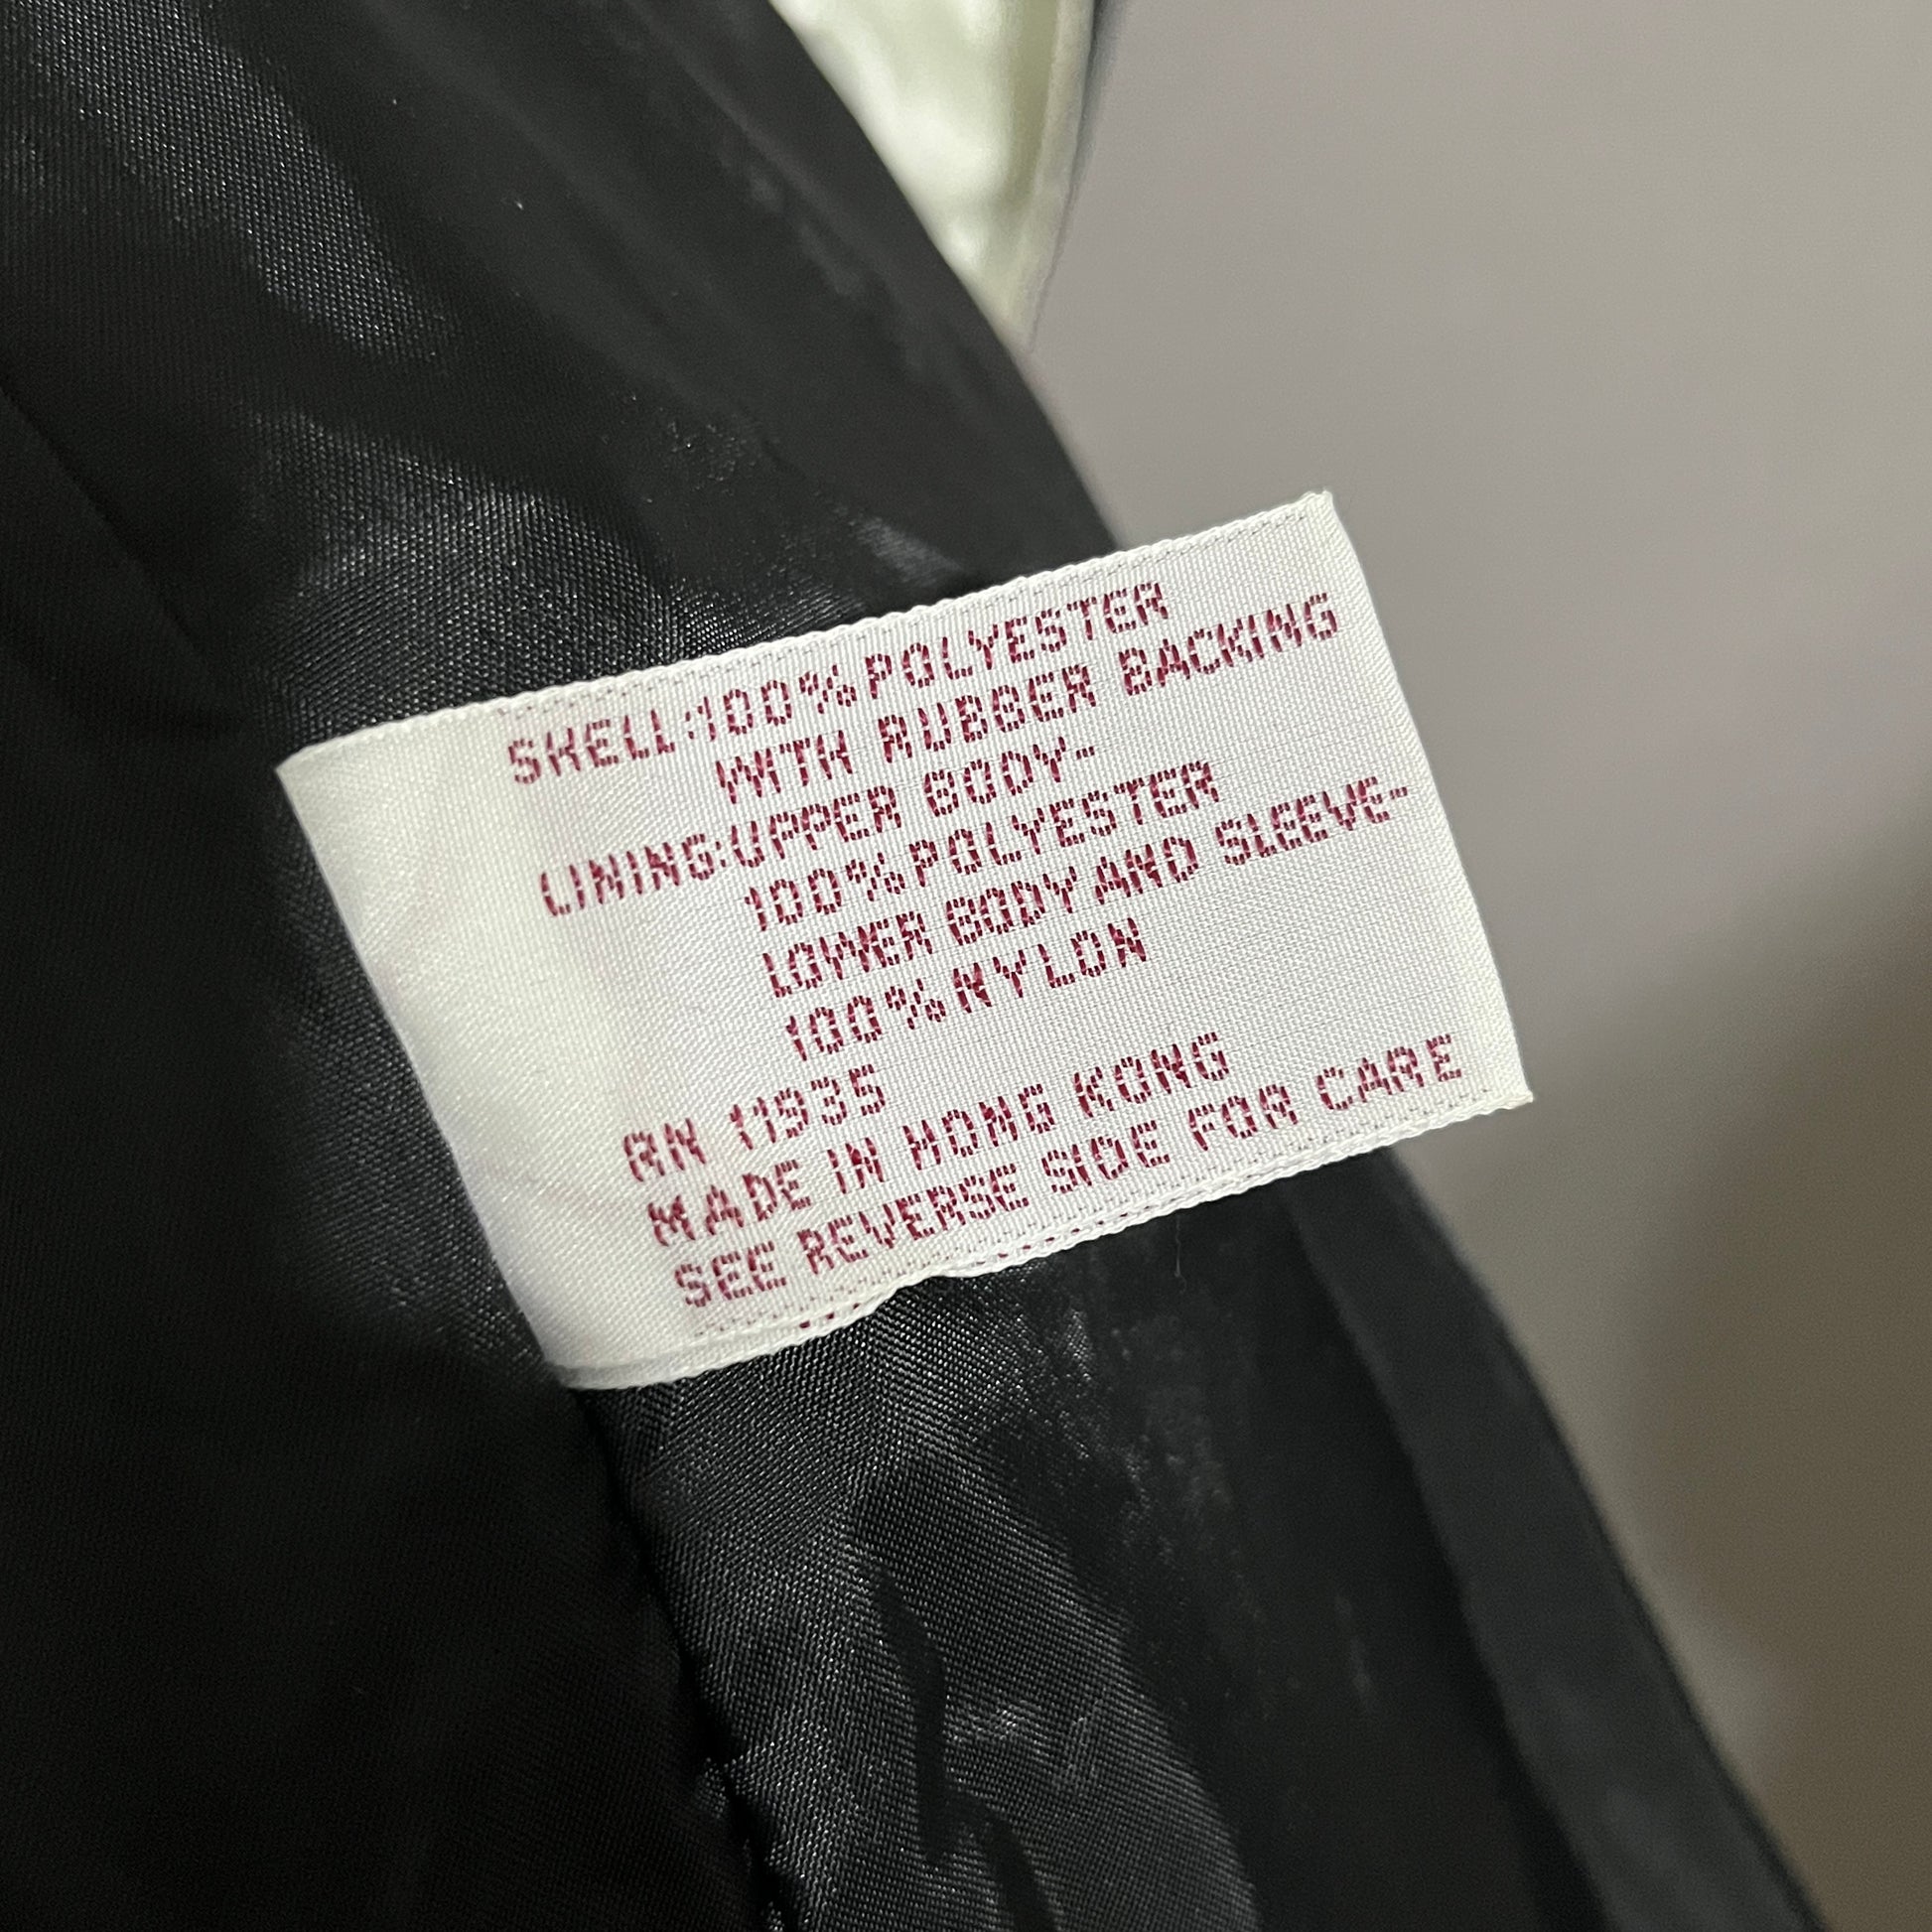 SHELL:100%POLYESTER
WITH RUBBER BACKING
LINING:UPPER BODY-
100%POLYESTER
LOWER BODY AND SLEEVE-
100%NYLON
RN 11935
MADE IN HONG KONG
SEE REVERSE SIDE FOR CARE